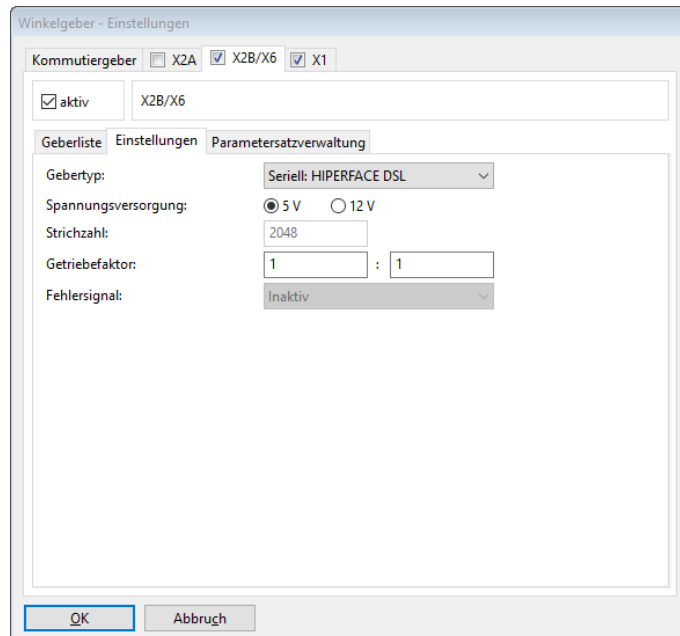 Winkelgeber - Einstellungen
Kommutiergeber X2A X2B/X6 X1
aktiv X2B/X6
Geberliste Einstellungen Parametersatzverwaltung
Gebertyp: Seriell: HIPERFACE DSL
Spannungsversorgung: 5 V 12 V
Strichzahl: 2048
Getriebefaktor: 1 : 1
Fehlersignal: Inaktiv
OK Abbruch